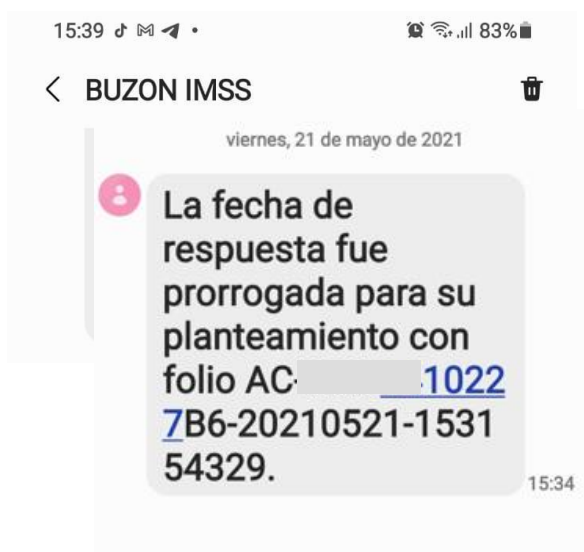 15:39 83%
BUZON IMSS
viernes, 21 de mayo de 2021
La fecha de
respuesta fue
prorrogada para su
planteamiento con
folio AC- 1022
7B6-20210521-1531
54329.
15:34